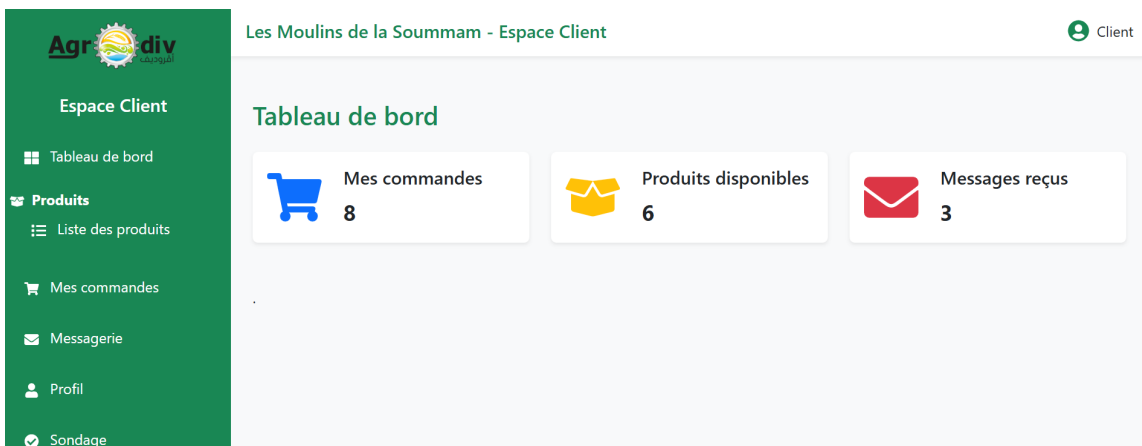 Agrodiv
أقروديف
Espace Client
Tableau de bord
Produits
Liste des produits
Mes commandes
Messagerie
Profil
Sondage
Les Moulins de la Soummam - Espace Client
Client
Tableau de bord
Mes commandes
8
Produits disponibles
6
Messages reçus
3
.